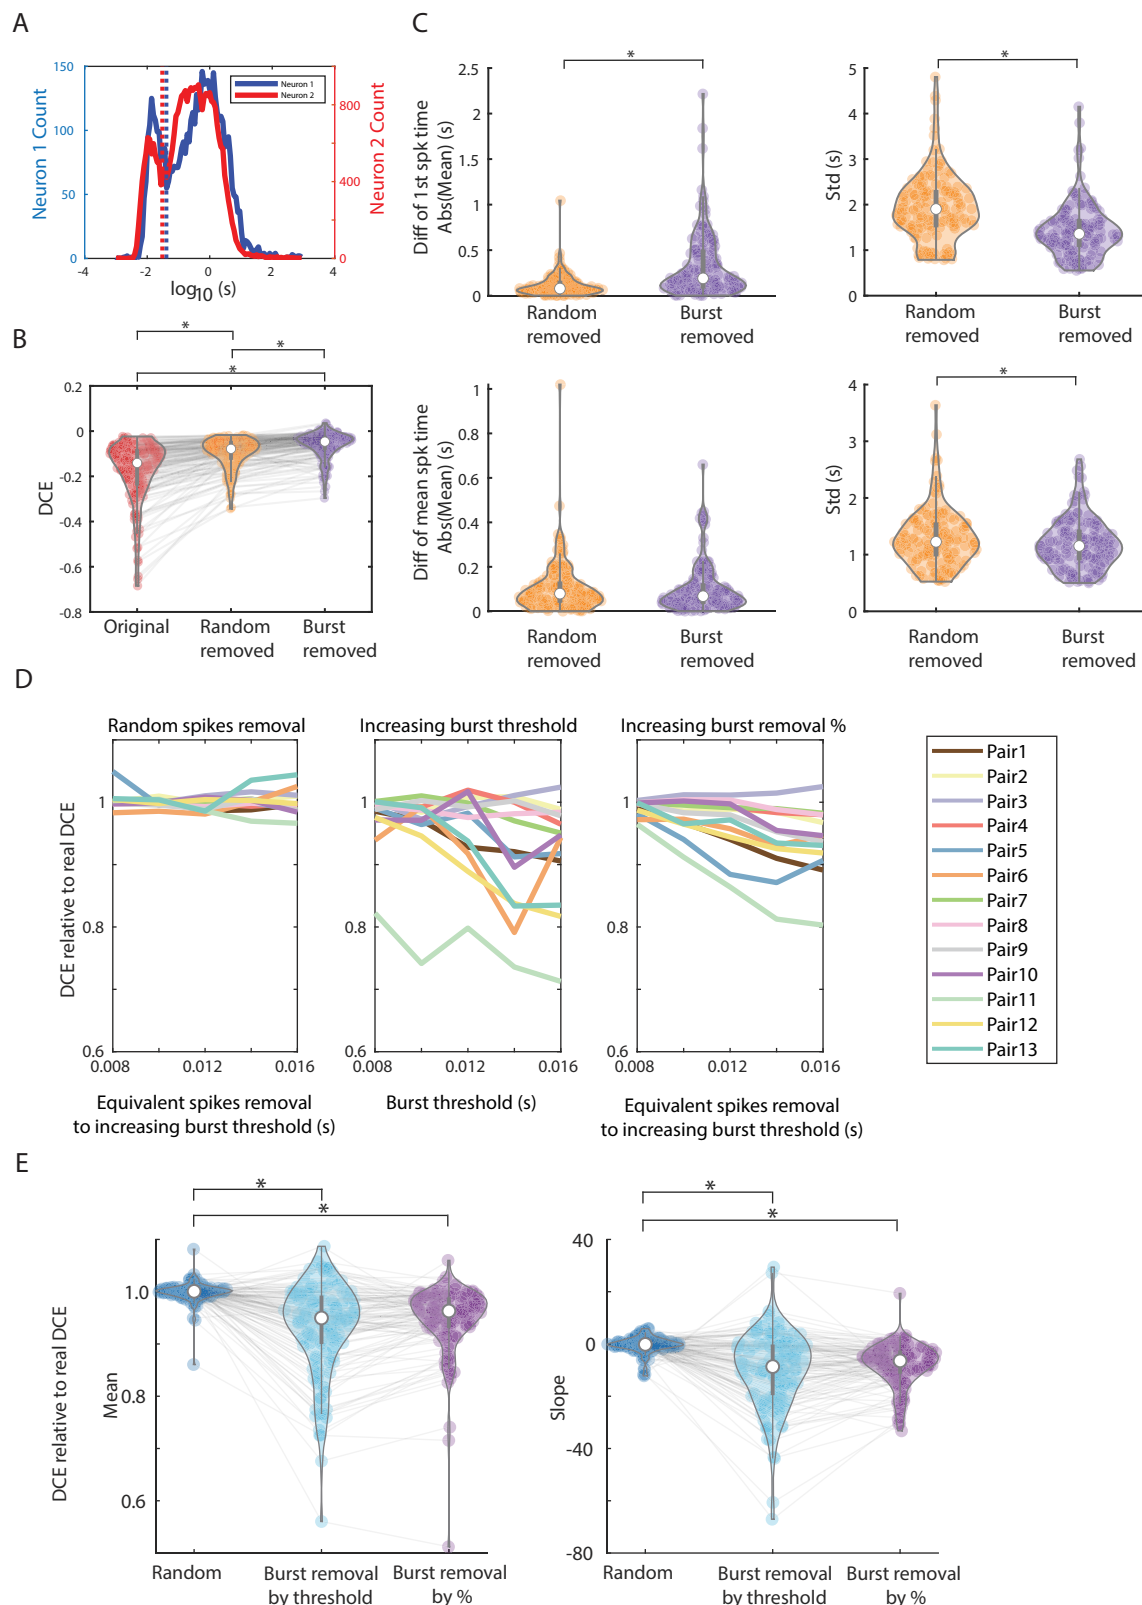 A
150
100
50
0
Neuron 1 Count
Neuron 1
Neuron 2
800
400
0
Neuron 2 Count
-4
-2
0
2
4
log10 (s)
B
*
*
*
0.2
0
-0.2
-0.4
-0.6
-0.8
DCE
Original
Random removed
Burst removed
C
*
2.5
2
1.5
1
0.5
0
Diff of 1st spk time
Abs(Mean) (s)
Random removed
Burst removed
*
5
4
3
2
1
0
Std (s)
Random removed
Burst removed
1
0.8
0.6
0.4
0.2
0
Diff of mean spk time
Abs(Mean) (s)
Random removed
Burst removed
*
4
3
2
1
0
Std (s)
Random removed
Burst removed
D
DCE relative to real DCE
Random spikes removal
1
0.8
0.6
0.008
0.012
0.016
Equivalent spikes removal
to increasing burst threshold (s)
Increasing burst threshold
1
0.8
0.6
0.008
0.012
0.016
Burst threshold (s)
Increasing burst removal %
1
0.8
0.6
0.008
0.012
0.016
Equivalent spikes removal
to increasing burst threshold (s)
Pair1
Pair2
Pair3
Pair4
Pair5
Pair6
Pair7
Pair8
Pair9
Pair10
Pair11
Pair12
Pair13
E
*
*
DCE relative to real DCE
Mean
1.0
0.8
0.6
Random
Burst removal
by threshold
Burst removal
by %
*
*
Slope
40
0
-40
-80
Random
Burst removal
by threshold
Burst removal
by %